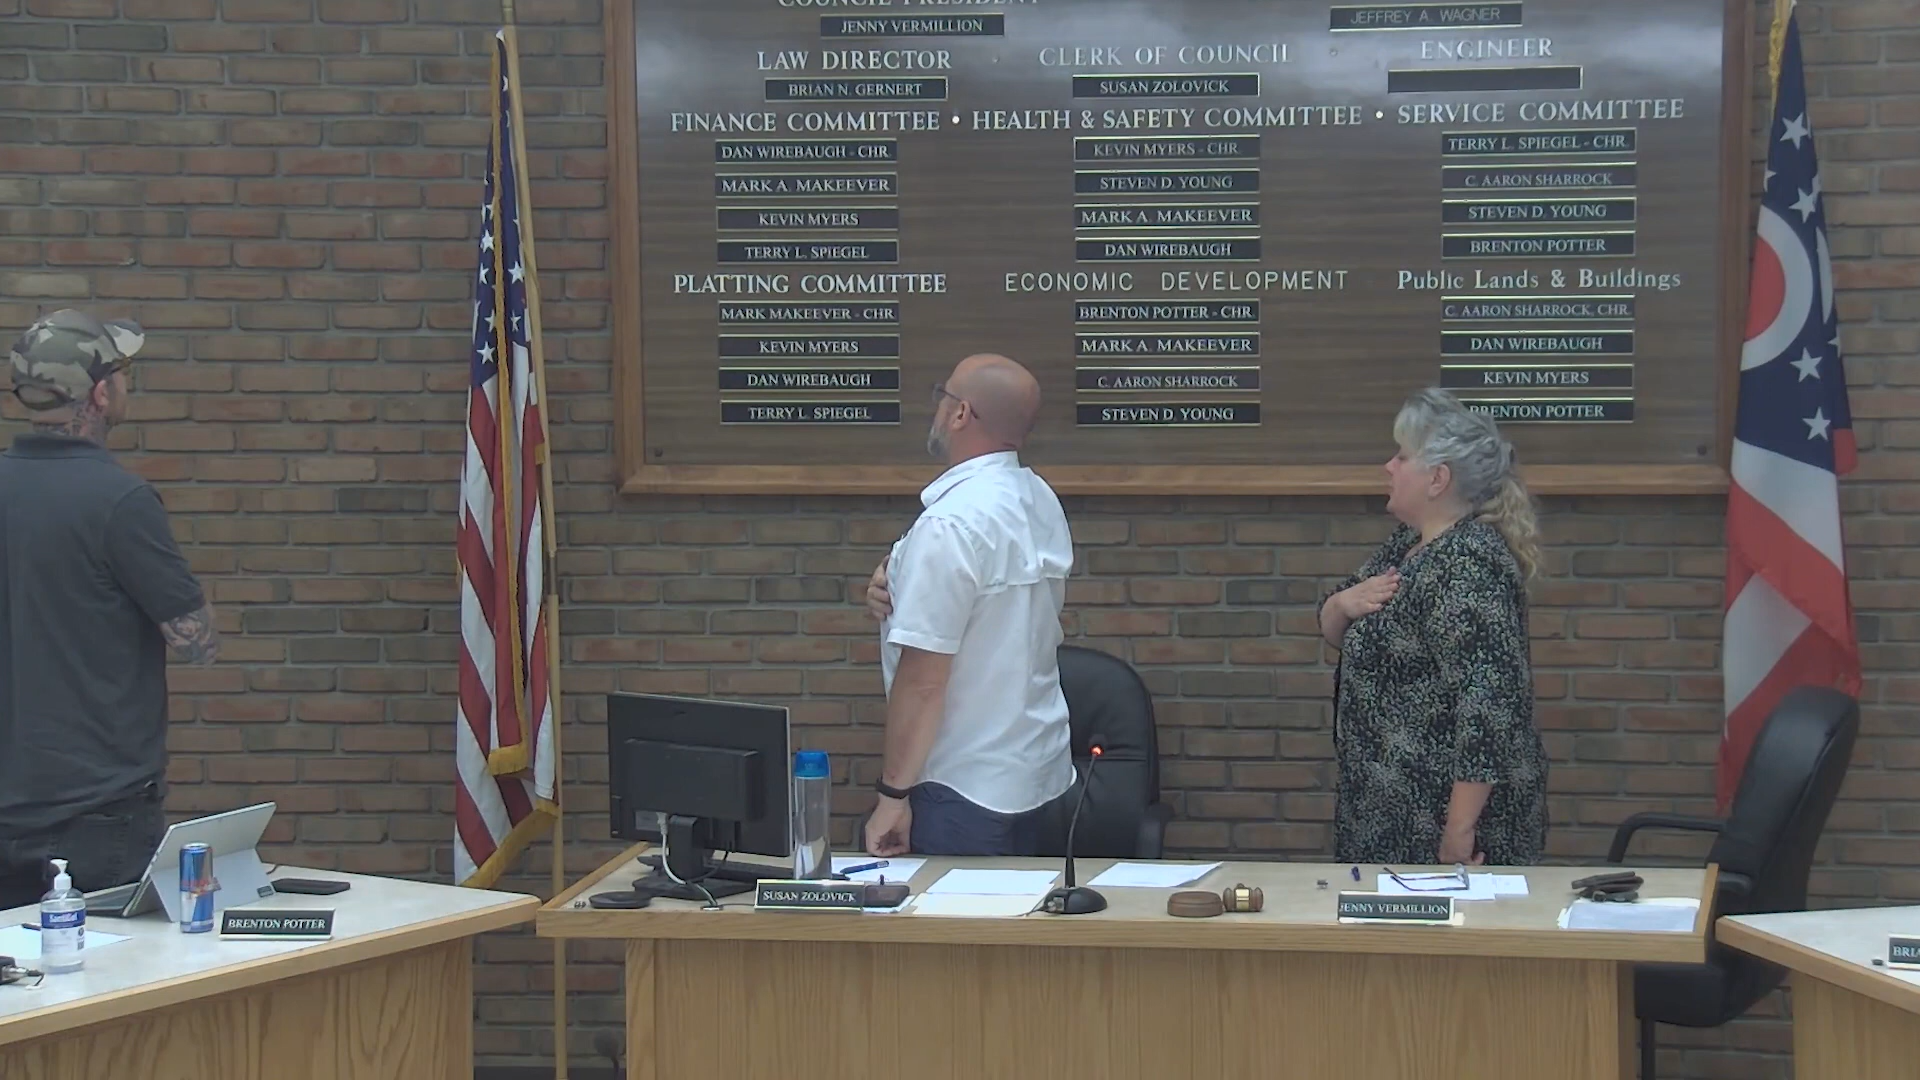 COUNCIL PRESIDENT
JENNY VERMILLION
JEFFREY A. WAGNER
LAW DIRECTOR
BRIAN N. GERNERT
CLERK OF COUNCIL
SUSAN ZOLOVICK
ENGINEER
FINANCE COMMITTEE • HEALTH & SAFETY COMMITTEE • SERVICE COMMITTEE
DAN WIREBAUGH - CHR.
MARK A. MAKEEVER
KEVIN MYERS
TERRY L. SPIEGEL
KEVIN MYERS - CHR.
STEVEN D. YOUNG
MARK A. MAKEEVER
DAN WIREBAUGH
TERRY L. SPIEGEL - CHR.
C. AARON SHARROCK
STEVEN D. YOUNG
BRENTON POTTER
PLATTING COMMITTEE
MARK MAKEEVER - CHR.
KEVIN MYERS
DAN WIREBAUGH
TERRY L. SPIEGEL
ECONOMIC DEVELOPMENT
BRENTON POTTER - CHR.
MARK A. MAKEEVER
C. AARON SHARROCK
STEVEN D. YOUNG
Public Lands & Buildings
C. AARON SHARROCK, CHR.
DAN WIREBAUGH
KEVIN MYERS
BRENTON POTTER
BRENTON POTTER
SUSAN ZOLOVICK
JENNY VERMILLION
BRIA